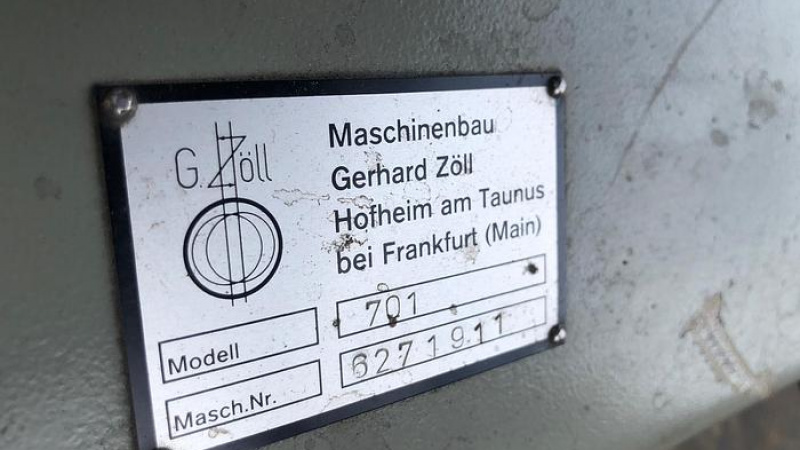 G. Zöll
Maschinenbau
Gerhard Zöll
Hofheim am Taunus
bei Frankfurt (Main)
Modell 701
Masch.Nr. 6271911